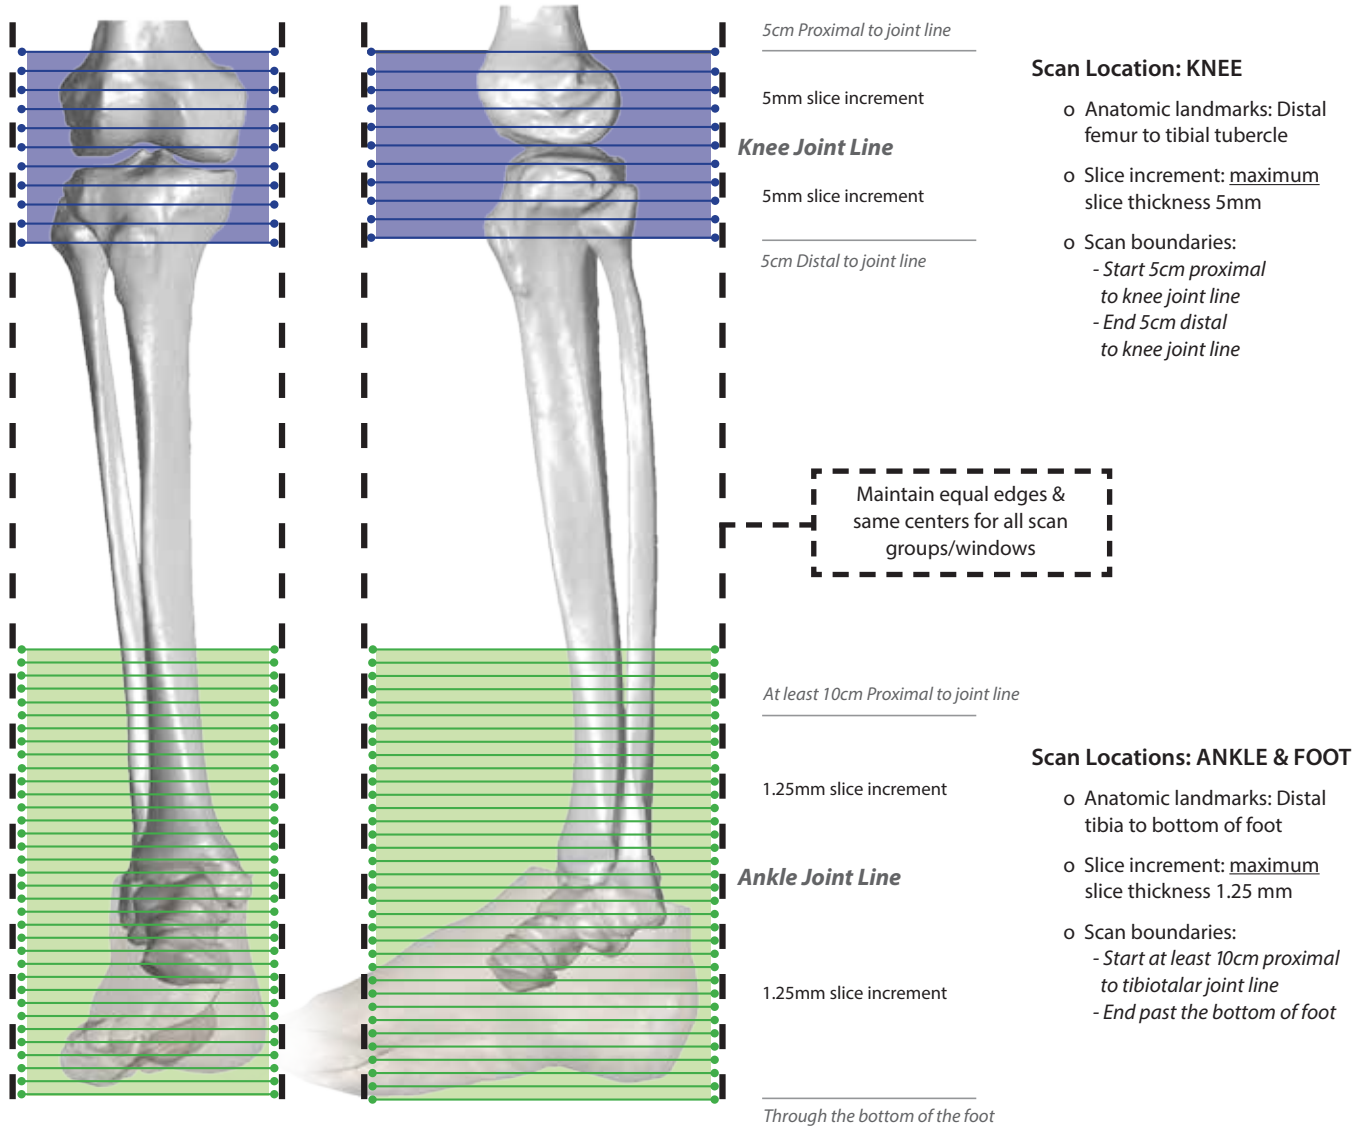 5cm Proximal to joint line
5mm slice increment
Knee Joint Line
5mm slice increment
5cm Distal to joint line
Scan Location: KNEE
o Anatomic landmarks: Distal
femur to tibial tubercle
o Slice increment: maximum
slice thickness 5mm
o Scan boundaries:
- Start 5cm proximal
to knee joint line
- End 5cm distal
to knee joint line
Maintain equal edges &
same centers for all scan
groups/windows
At least 10cm Proximal to joint line
1.25mm slice increment
Ankle Joint Line
1.25mm slice increment
Through the bottom of the foot
Scan Locations: ANKLE & FOOT
o Anatomic landmarks: Distal
tibia to bottom of foot
o Slice increment: maximum
slice thickness 1.25 mm
o Scan boundaries:
- Start at least 10cm proximal
to tibiotalar joint line
- End past the bottom of foot